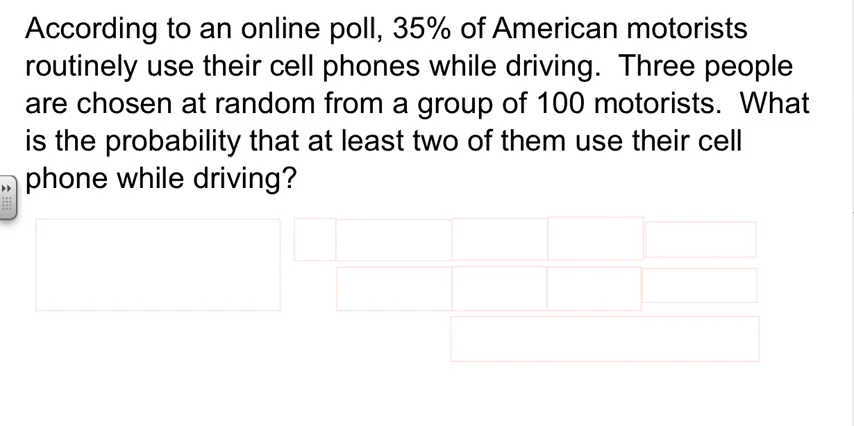 According to an online poll, 35% of American motorists
routinely use their cell phones while driving.  Three people
are chosen at random from a group of 100 motorists.  What
is the probability that at least two of them use their cell
phone while driving?